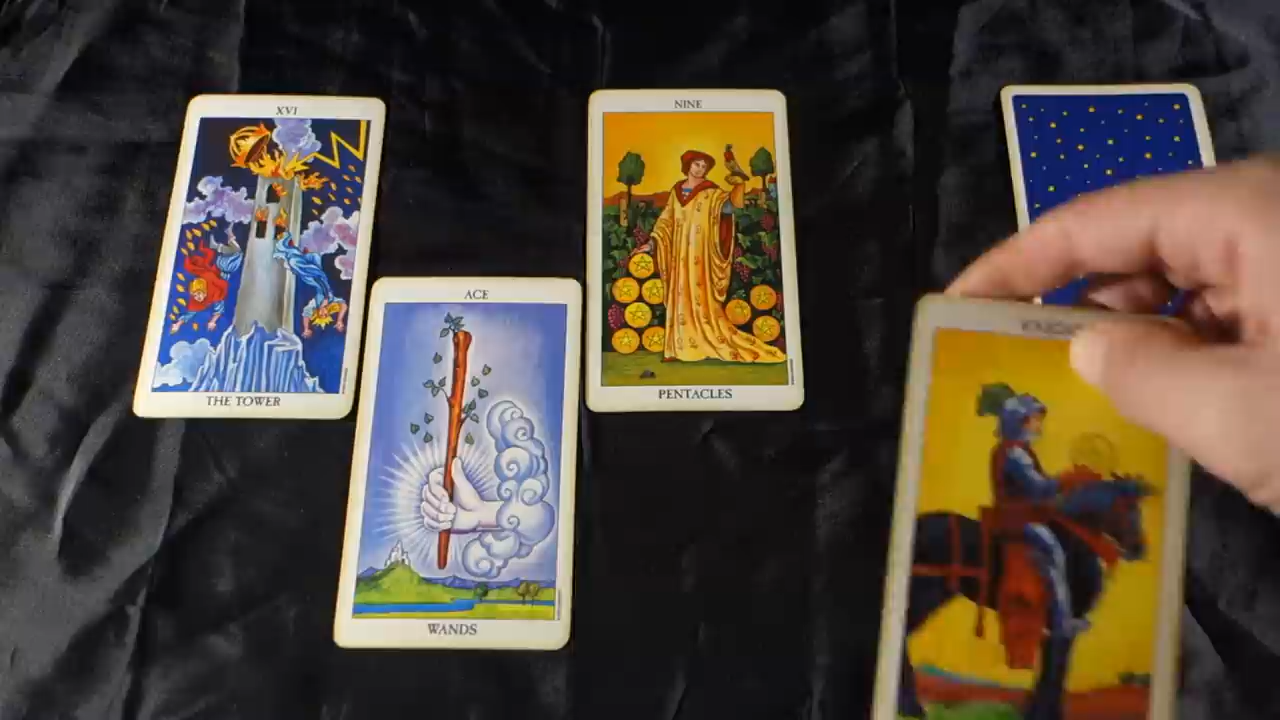 XVI
THE TOWER
ACE
WANDS
NINE
PENTACLES